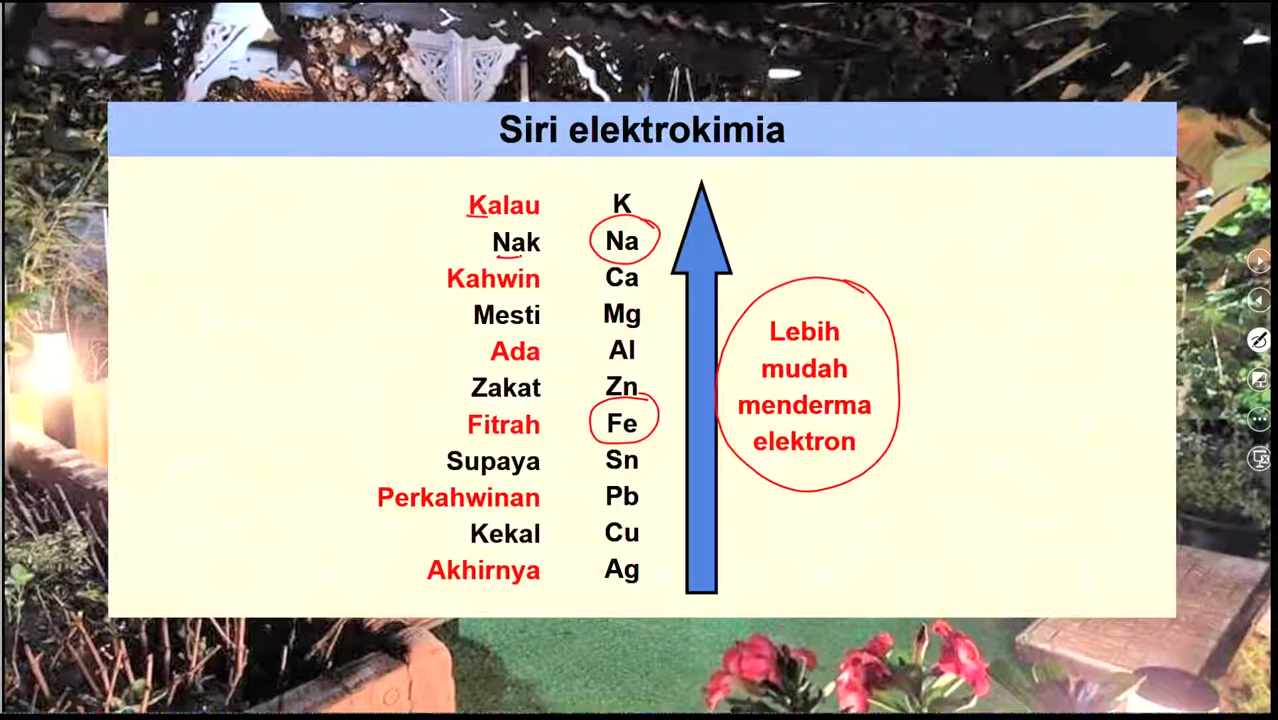 Siri elektrokimia
Kalau K
Nak Na
Kahwin Ca
Mesti Mg
Ada Al
Zakat Zn
Fitrah Fe
Supaya Sn
Perkahwinan Pb
Kekal Cu
Akhirnya Ag
Lebih
mudah
menderma
elektron